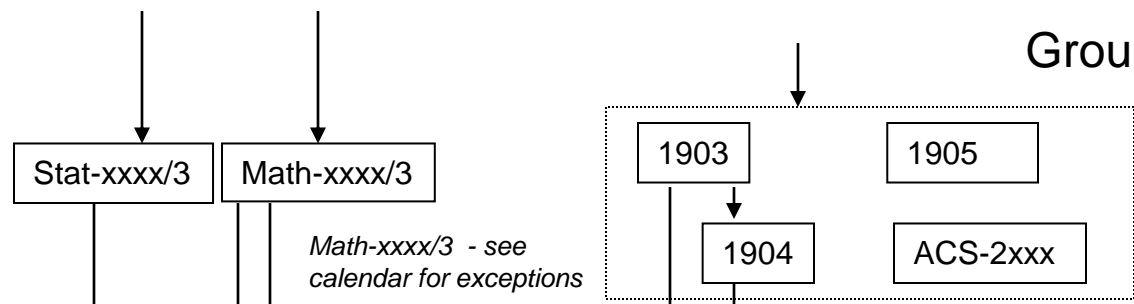 Grou
Stat-xxxx/3
Math-xxxx/3
1903
1905
1904
ACS-2xxx
Math-xxxx/3 - see
calendar for exceptions